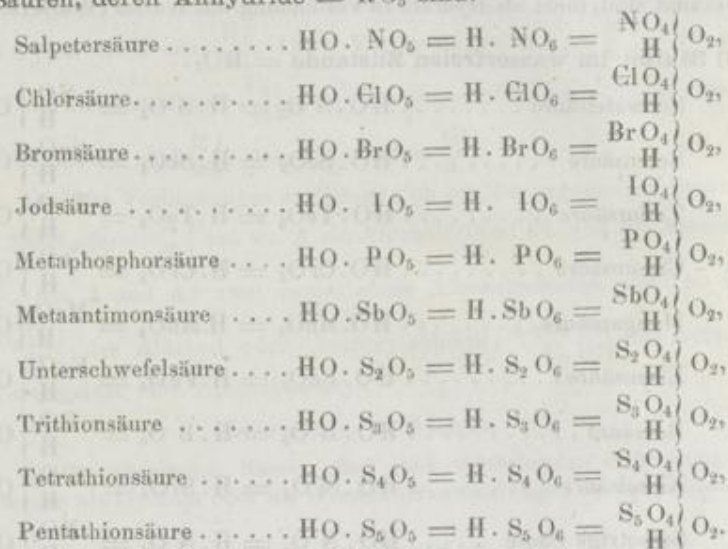 säuren, deren Anhydride
Salpetersäure ........ HO. NO₅ = H. NO₆ = NO₄ / H } O₂,
Chlorsäure.......... HO. ClO₅ = H. ClO₆ = ClO₄ / H } O₂,
Bromsäure.......... HO. BrO₅ = H. BrO₆ = BrO₄ / H } O₂,
Jodsäure .......... HO. IO₅ = H. IO₆ = IO₄ / H } O₂,
Metaphosphorsäure .... HO. PO₅ = H. PO₆ = PO₄ / H } O₂,
Metaantimonsäure .... HO. SbO₅ = H. SbO₆ = SbO₄ / H } O₂,
Unterschwefelsäure.... HO. S₂O₅ = H. S₂O₆ = S₂O₄ / H } O₂,
Trithionsäure ...... HO. S₃O₅ = H. S₃O₆ = S₃O₄ / H } O₂,
Tetrathionsäure ...... HO. S₄O₅ = H. S₄O₆ = S₄O₄ / H } O₂,
Pentathionsäure...... HO. S₅O₅ = H. S₅O₆ = S₅O₄ / H } O₂.